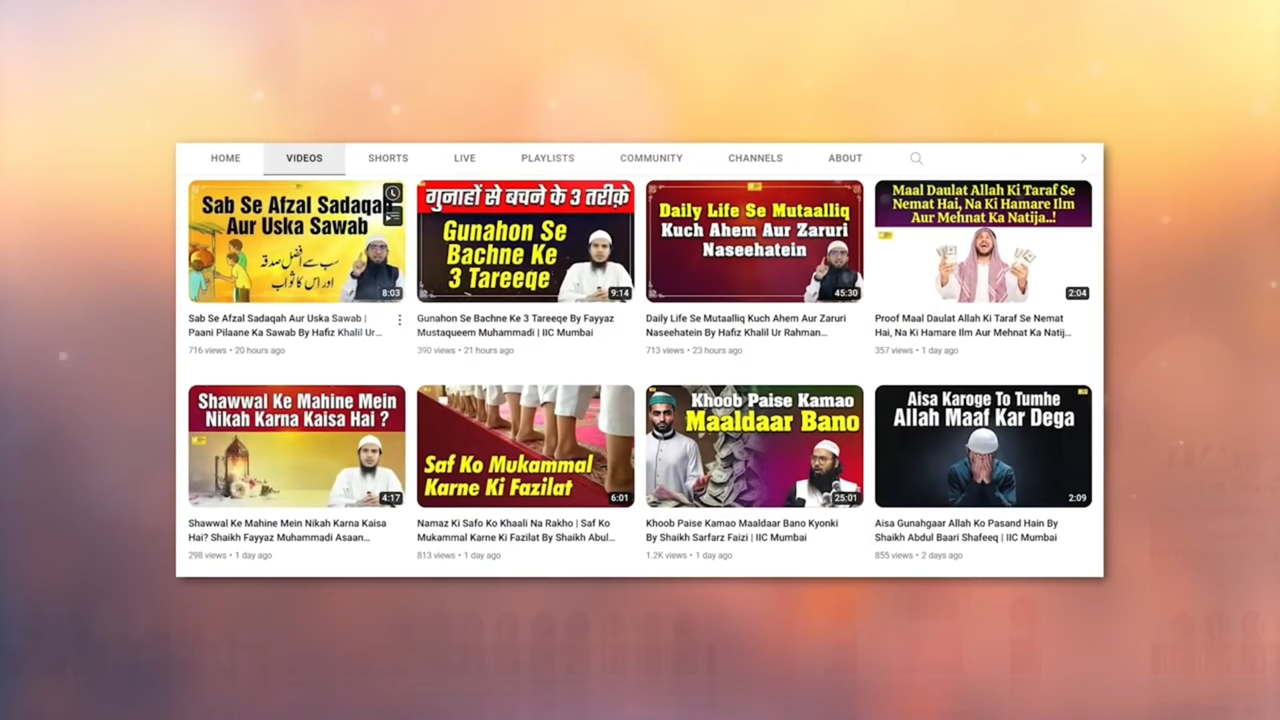 HOME VIDEOS SHORTS LIVE PLAYLISTS COMMUNITY CHANNELS ABOUT
Sab Se Afzal Sadaqah
Aur Uska Sawab
سب سے افضل صدقہ
اور اس کا ثواب
8:03
Sab Se Afzal Sadaqah Aur Uska Sawab |
Paani Pilaane Ka Sawab By Hafiz Khalil Ur...
716 views • 20 hours ago
गुनाहों से बचने के 3 तरीक़े
Gunahon Se
Bachne Ke
3 Tareeqe
9:14
Gunahon Se Bachne Ke 3 Tareeqe By Fayyaz
Mustaqueem Muhammadi | IIC Mumbai
390 views • 21 hours ago
Daily Life Se Mutaalliq
Kuch Ahem Aur Zaruri
Naseehatein
45:30
Daily Life Se Mutaalliq Kuch Ahem Aur Zaruri
Naseehatein By Hafiz Khalil Ur Rahman...
713 views • 23 hours ago
Maal Daulat Allah Ki Taraf Se
Nemat Hai, Na Ki Hamare Ilm
Aur Mehnat Ka Natija..!
2:04
Proof Maal Daulat Allah Ki Taraf Se Nemat
Hai, Na Ki Hamare Ilm Aur Mehnat Ka Natij...
357 views • 1 day ago
Shawwal Ke Mahine Mein
Nikah Karna Kaisa Hai ?
4:17
Shawwal Ke Mahine Mein Nikah Karna Kaisa
Hai? Shaikh Fayyaz Muhammadi Asaan...
298 views • 1 day ago
Saf Ko Mukammal
Karne Ki Fazilat
6:01
Namaz Ki Safo Ko Khaali Na Rakho | Saf Ko
Mukammal Karne Ki Fazilat By Shaikh Abul...
813 views • 1 day ago
Khoob Paise Kamao
Maaldaar Bano
25:01
Khoob Paise Kamao Maaldaar Bano Kyonki
By Shaikh Sarfarz Faizi | IIC Mumbai
1.2K views • 1 day ago
Aisa Karoge To Tumhe
Allah Maaf Kar Dega
2:09
Aisa Gunahgaar Allah Ko Pasand Hain By
Shaikh Abdul Baari Shafeeq | IIC Mumbai
855 views • 2 days ago